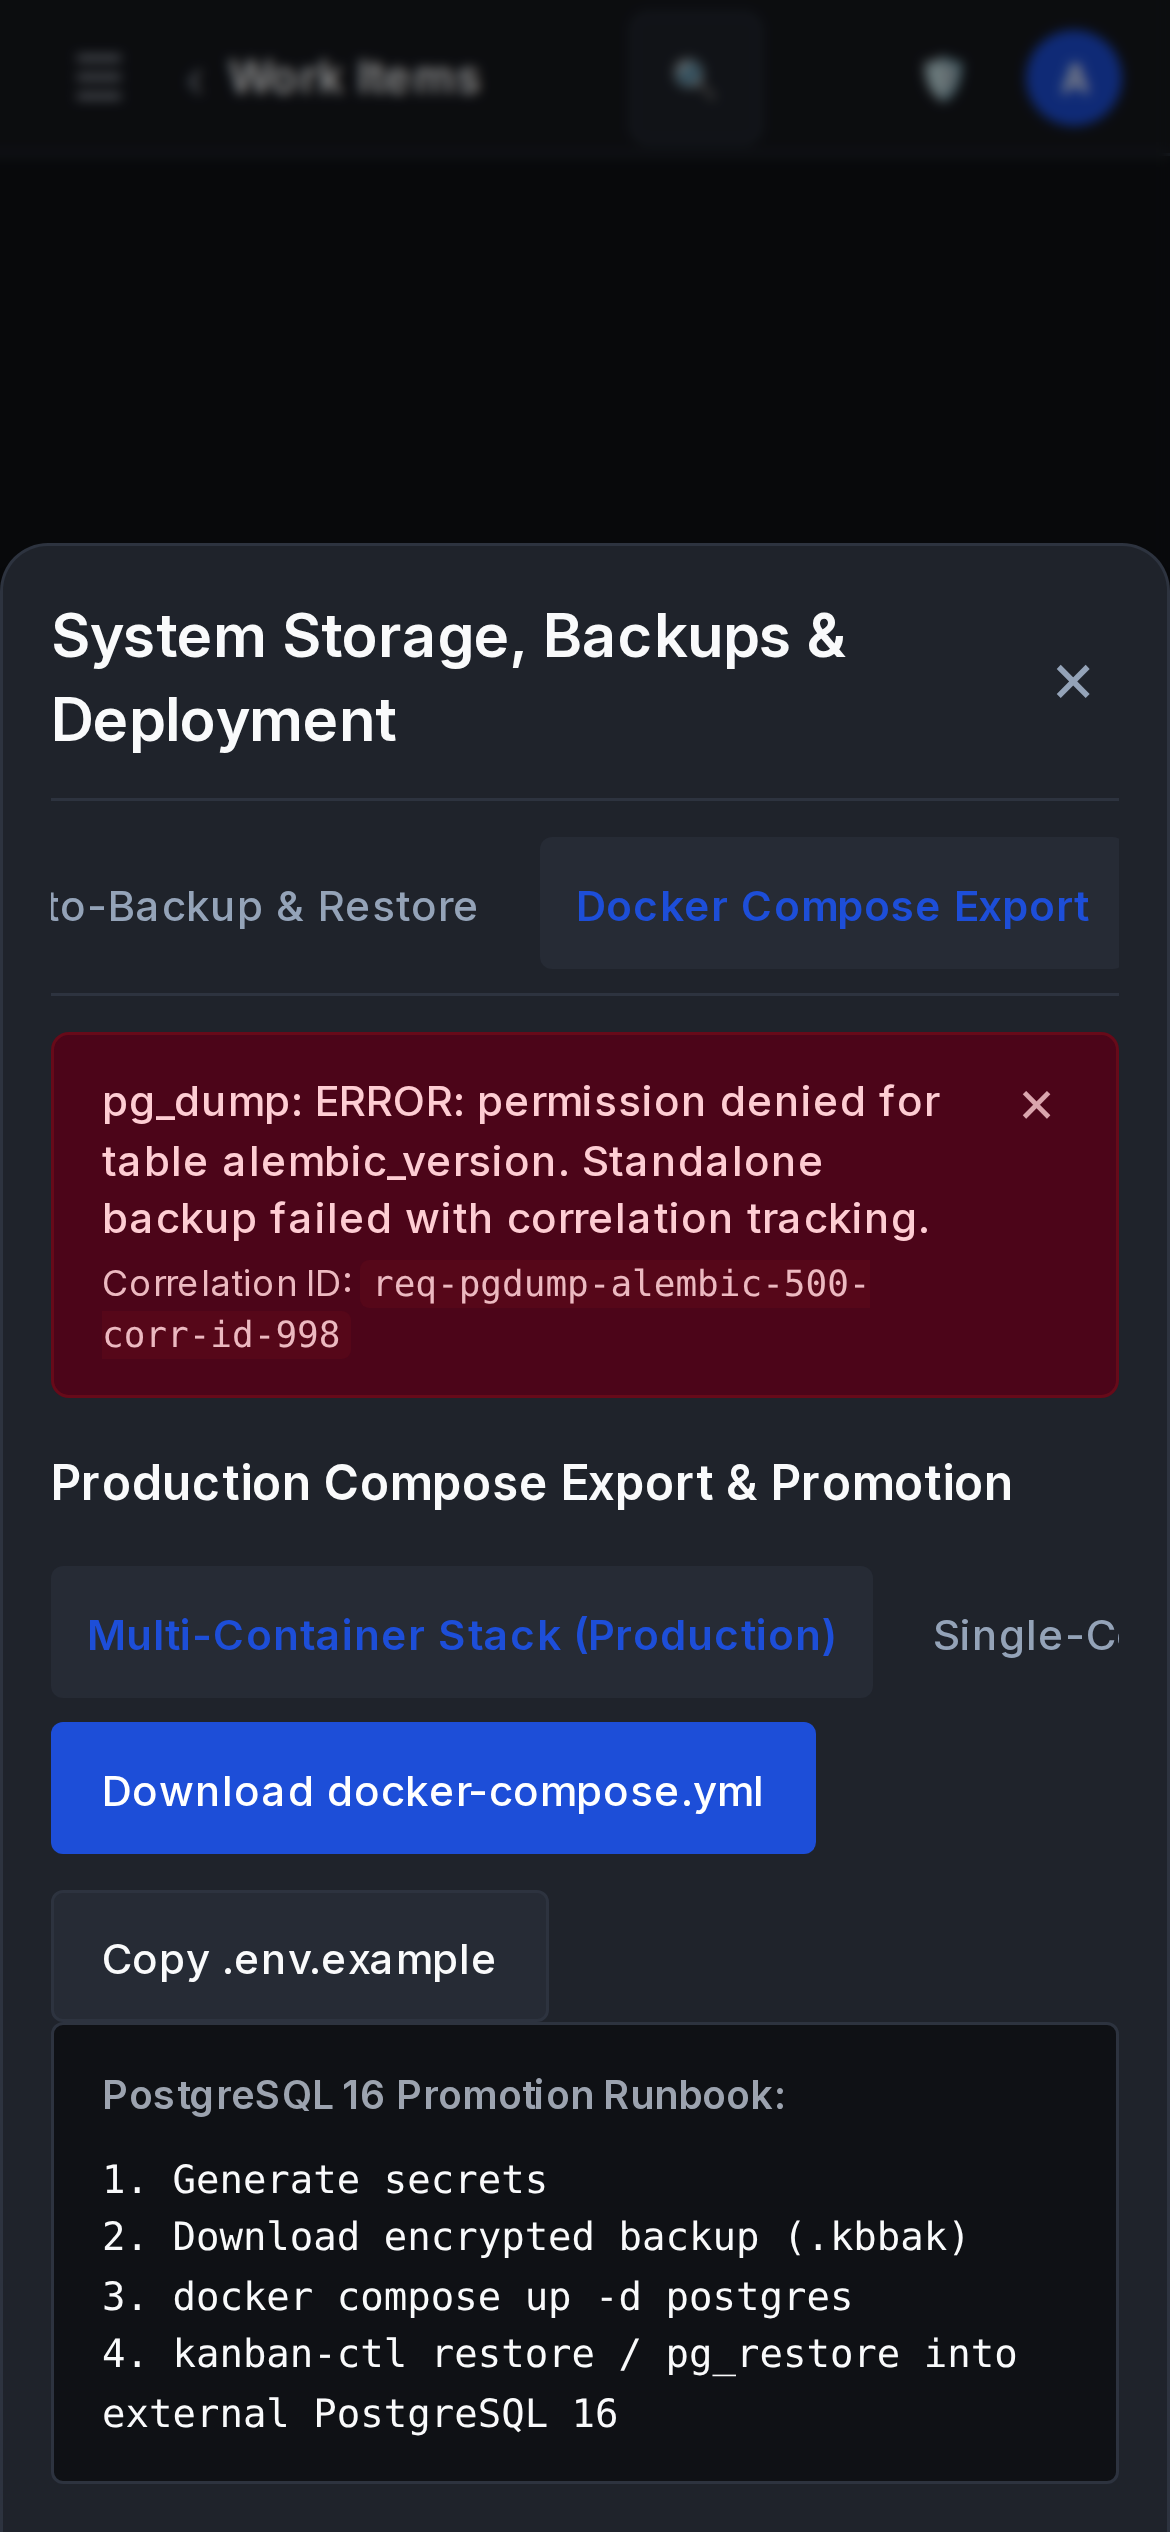 ‹ Work Items
A
System Storage, Backups &
Deployment
✕
to-Backup & Restore
Docker Compose Export
pg_dump: ERROR: permission denied for
✕
table alembic_version. Standalone
backup failed with correlation tracking.
Correlation ID: req-pgdump-alembic-500-
corr-id-998
Production Compose Export & Promotion
Multi-Container Stack (Production)
Single-C
Download docker-compose.yml
Copy .env.example
PostgreSQL 16 Promotion Runbook:
1. Generate secrets
2. Download encrypted backup (.kbbak)
3. docker compose up -d postgres
4. kanban-ctl restore / pg_restore into
external PostgreSQL 16